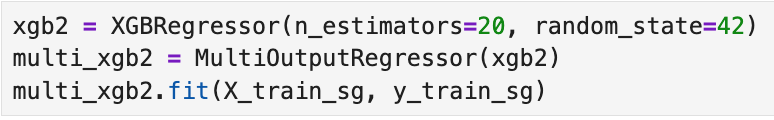 xgb2 = XGBRegressor(n_estimators=20, random_state=42)
multi_xgb2 = MultiOutputRegressor(xgb2)
multi_xgb2.fit(X_train_sg, y_train_sg)